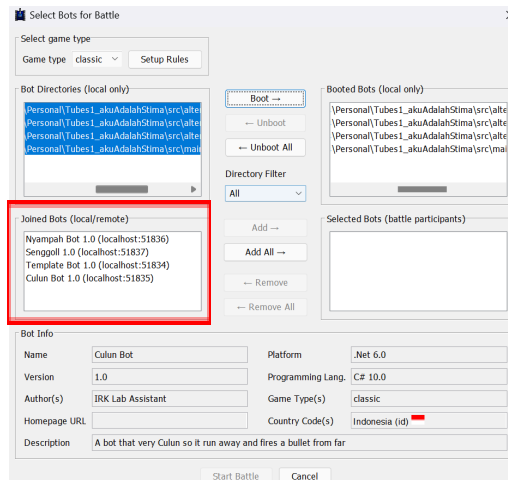 Select Bots for Battle
Select game type
Game type classic Setup Rules
Bot Directories (local only)
\Personal\Tubes1_akuAdalahStima\src\alte
\Personal\Tubes1_akuAdalahStima\src\alte
\Personal\Tubes1_akuAdalahStima\src\alte
\Personal\Tubes1_akuAdalahStima\src\mai
Boot →
← Unboot
← Unboot All
Directory Filter
All
Booted Bots (local only)
\Personal\Tubes1_akuAdalahStima\src\alte
\Personal\Tubes1_akuAdalahStima\src\alte
\Personal\Tubes1_akuAdalahStima\src\alte
\Personal\Tubes1_akuAdalahStima\src\mai
Joined Bots (local/remote)
Nyampah Bot 1.0 (localhost:51836)
Senggoll 1.0 (localhost:51837)
Template Bot 1.0 (localhost:51834)
Culun Bot 1.0 (localhost:51835)
Add →
Add All →
← Remove
← Remove All
Selected Bots (battle participants)
Bot Info
Name Culun Bot Platform .Net 6.0
Version 1.0 Programming Lang. C# 10.0
Author(s) IRK Lab Assistant Game Type(s) classic
Homepage URL Country Code(s) Indonesia (id)
Description A bot that very Culun so it run away and fires a bullet from far
Start Battle Cancel